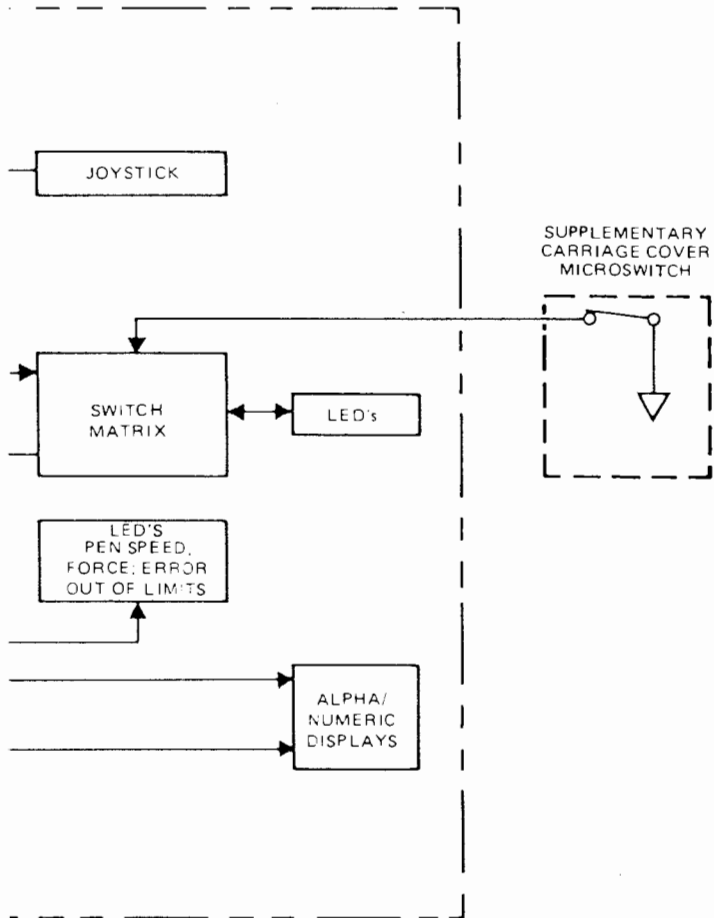 JOYSTICK
SUPPLEMENTARY
CARRIAGE COVER
MICROSWITCH
SWITCH
MATRIX
LED's
LED'S
PEN SPEED,
FORCE; ERROR
OUT OF LIMITS
ALPHA/
NUMERIC
DISPLAYS